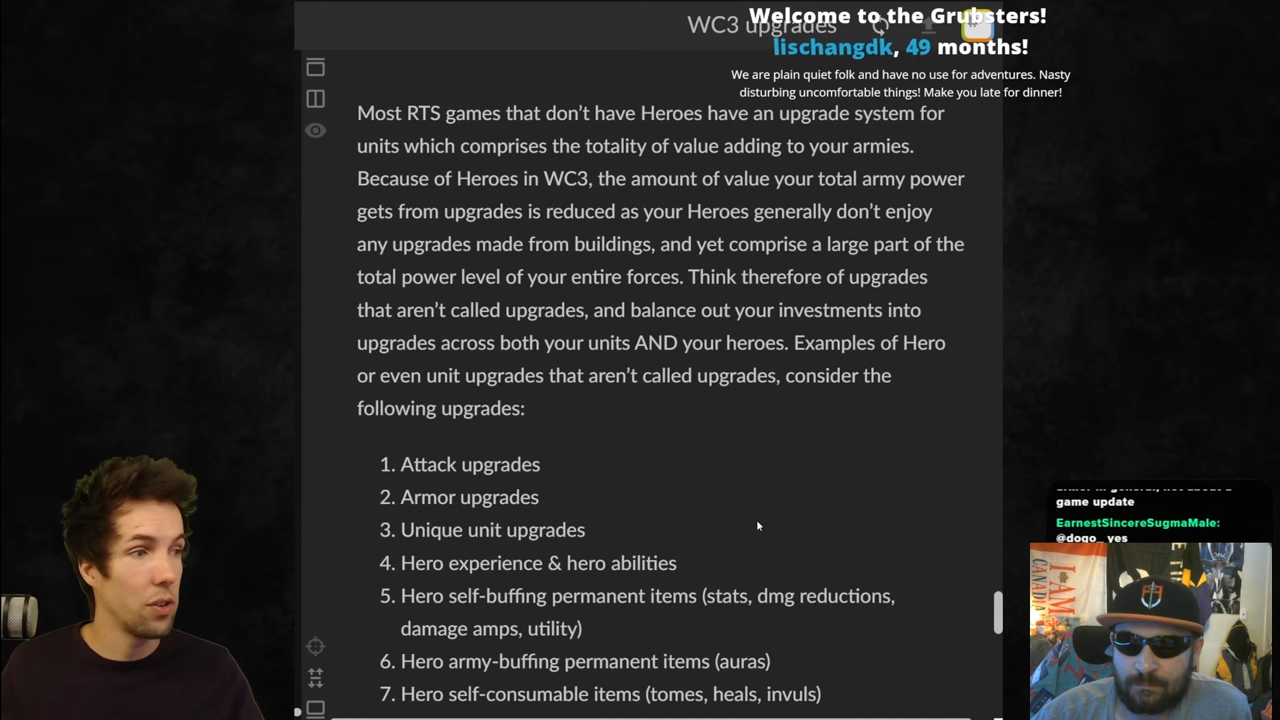 WC3 upgrades
Welcome to the Grubsters!
lischangdk, 49 months!
We are plain quiet folk and have no use for adventures. Nasty
disturbing uncomfortable things! Make you late for dinner!
Most RTS games that don’t have Heroes have an upgrade system for
units which comprises the totality of value adding to your armies.
Because of Heroes in WC3, the amount of value your total army power
gets from upgrades is reduced as your Heroes generally don’t enjoy
any upgrades made from buildings, and yet comprise a large part of the
total power level of your entire forces. Think therefore of upgrades
that aren’t called upgrades, and balance out your investments into
upgrades across both your units AND your heroes. Examples of Hero
or even unit upgrades that aren’t called upgrades, consider the
following upgrades:
1. Attack upgrades
2. Armor upgrades
3. Unique unit upgrades
4. Hero experience & hero abilities
5. Hero self-buffing permanent items (stats, dmg reductions,
damage amps, utility)
6. Hero army-buffing permanent items (auras)
7. Hero self-consumable items (tomes, heals, invuls)
game update
EarnestSincereSugmaMale:
@dogo_ yes
I AM
CANADIAN